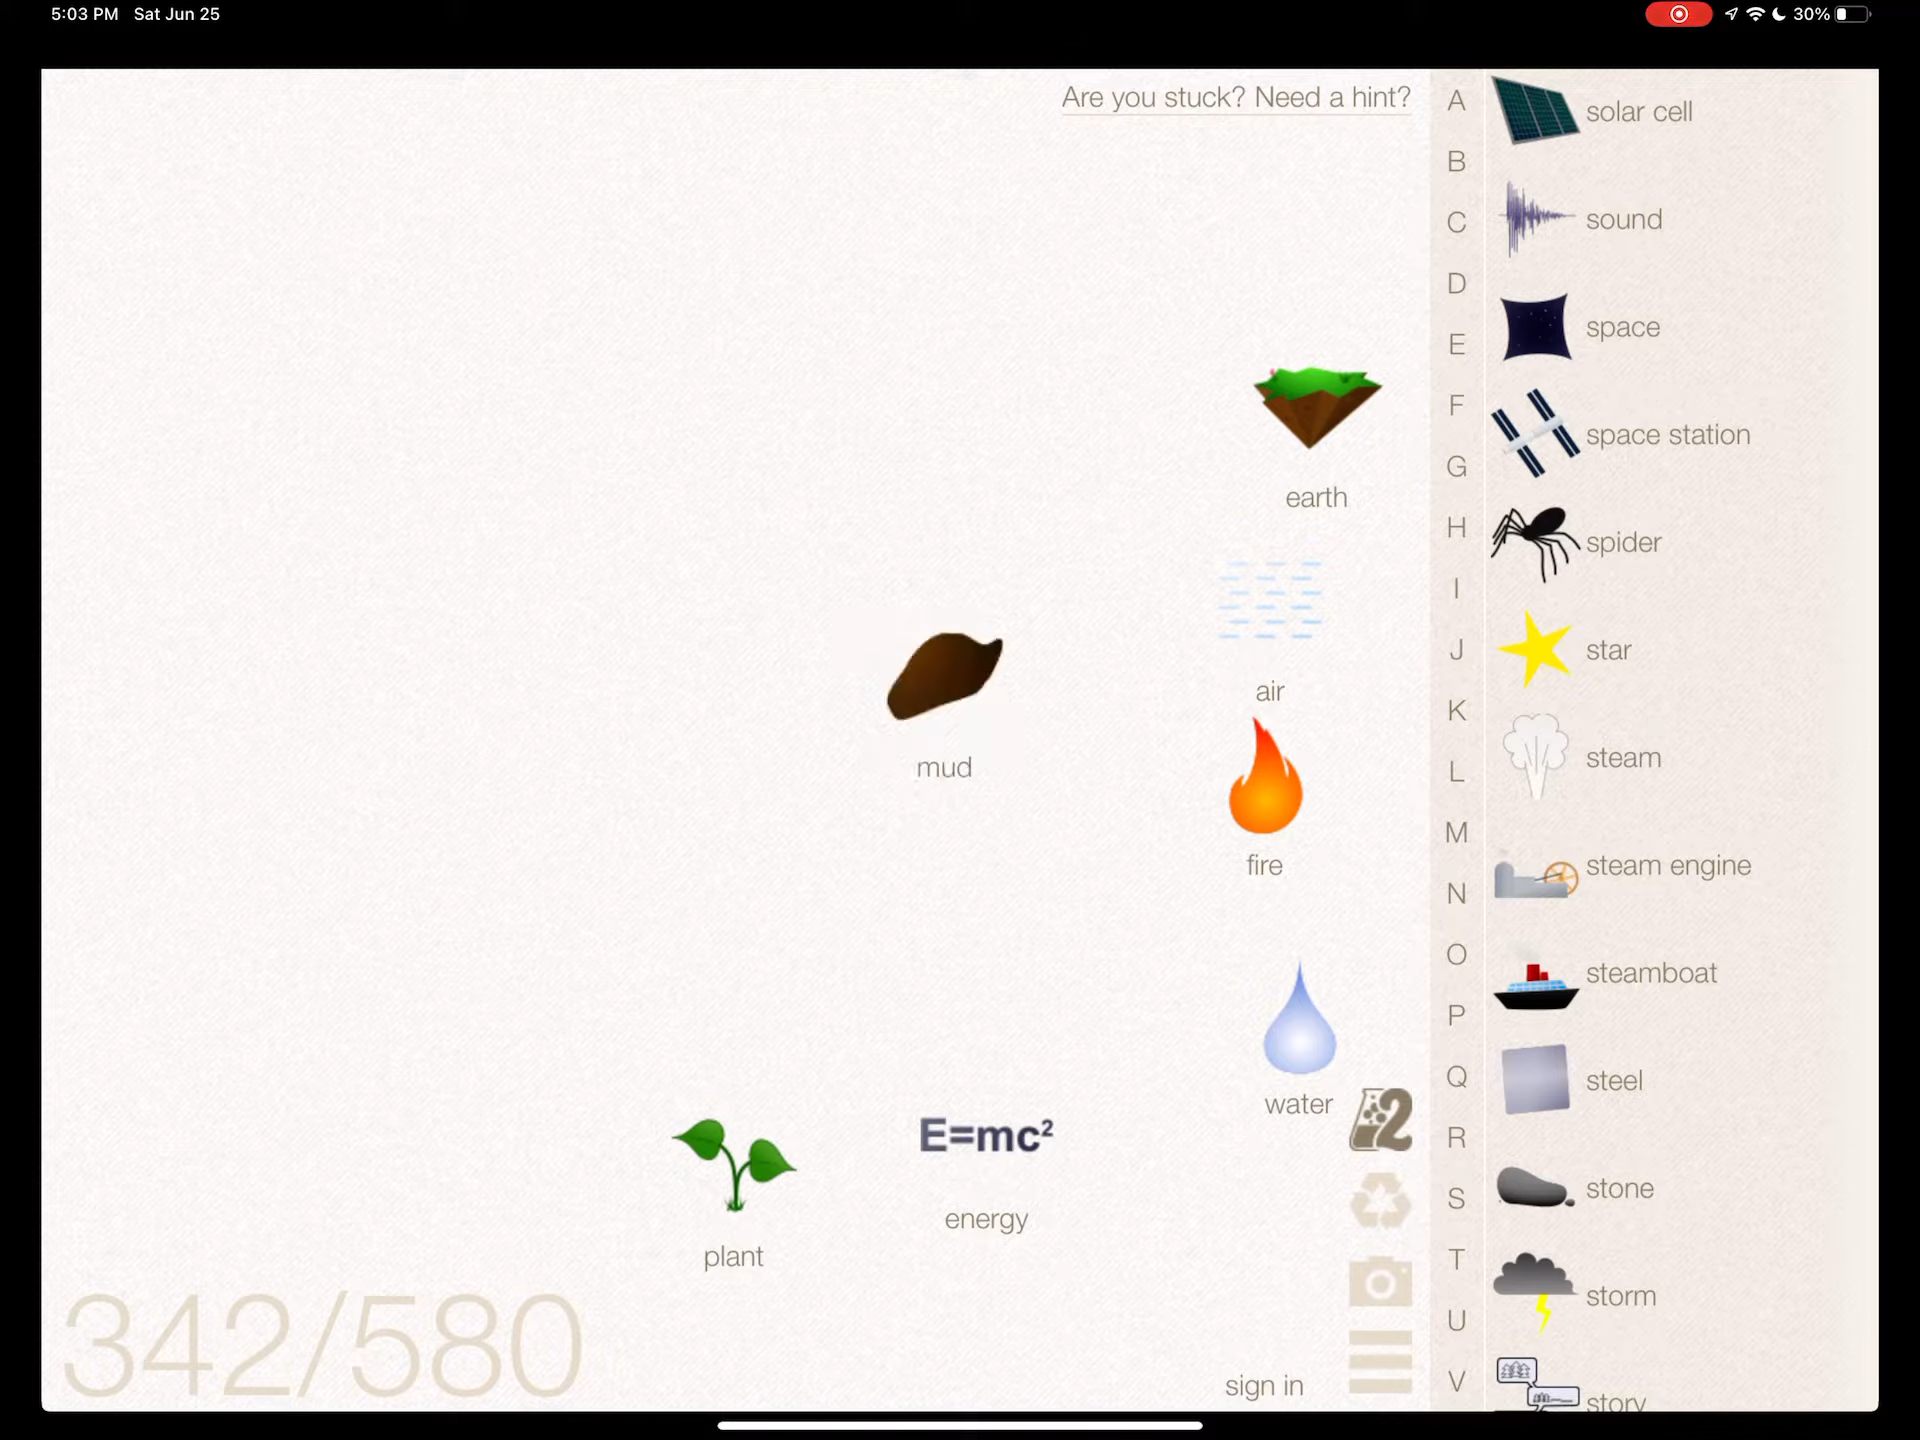 5:03 PM Sat Jun 25
30%
Are you stuck? Need a hint?
earth
air
mud
fire
water
2
E=mc²
energy
plant
342/580
sign in
A
B
C
D
E
F
G
H
I
J
K
L
M
N
O
P
Q
R
S
T
U
V
solar cell
sound
space
space station
spider
star
steam
steam engine
steamboat
steel
stone
storm
story